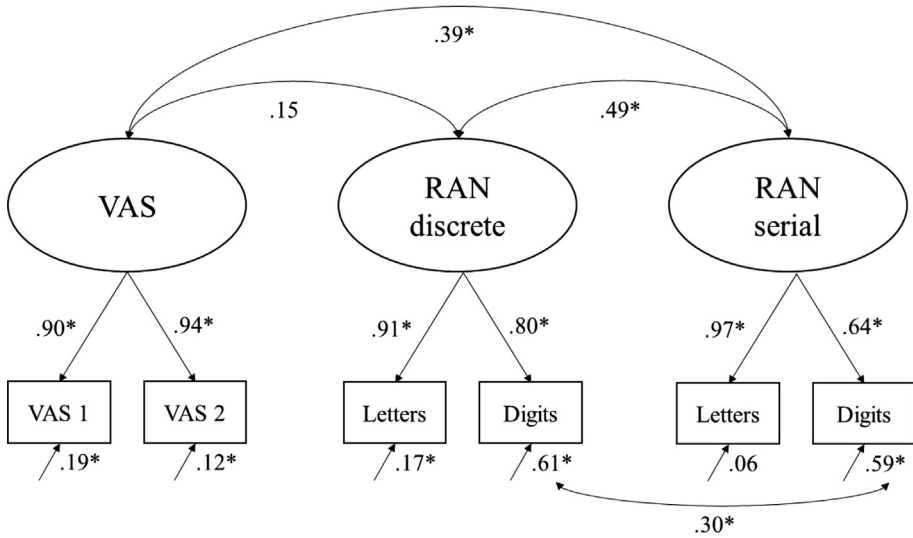 .39*
.15
.49*
VAS
RAN
discrete
RAN
serial
.90*
.94*
.91*
.80*
.97*
.64*
VAS 1
VAS 2
Letters
Digits
Letters
Digits
.19*
.12*
.17*
.61*
.06
.59*
.30*